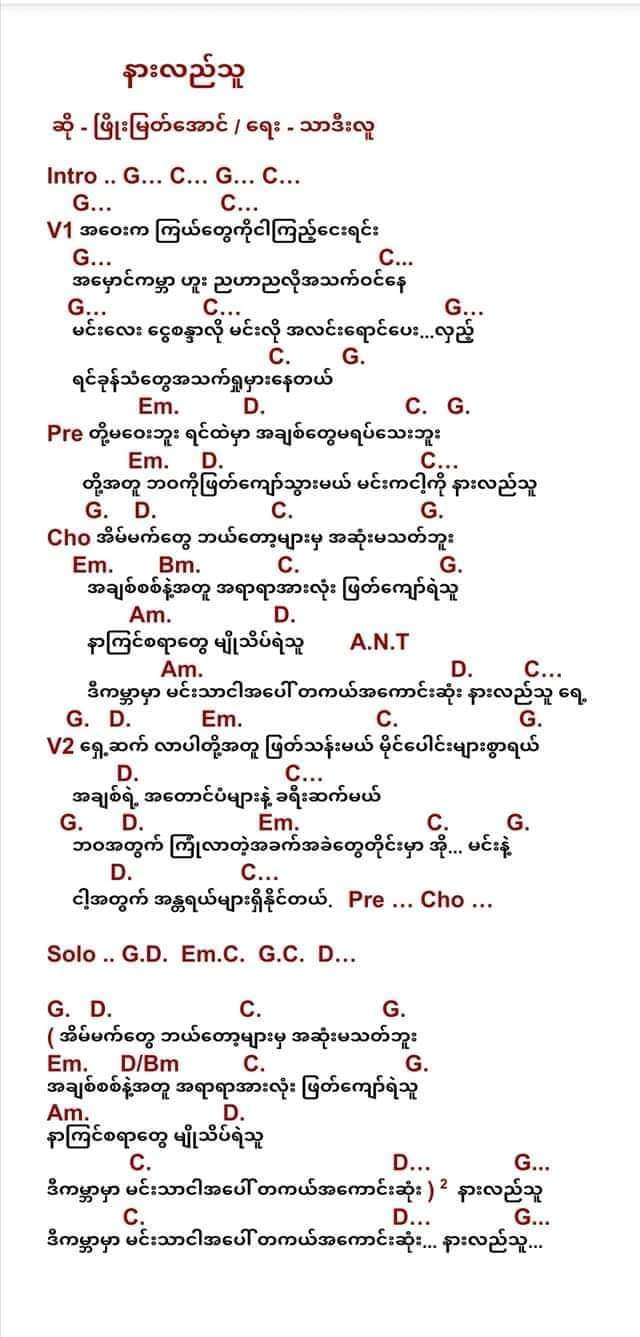 နားလည်သူ
ဆို - ဖြိုးမြတ်အောင် / ရေး - သာဒီးလူ
Intro .. G... C... G... C...
G... C...
V1 အဝေးက ကြယ်တွေကိုငါကြည့်ငေးရင်း
G... C...
အမှောင်ကမ္ဘာ ဟူး ညဟာညလိုအသက်ဝင်နေ
G... C... G...
မင်းလေး ငွေစန္ဒာလို မင်းလို အလင်းရောင်ပေး...လှည့်
C. G.
ရင်ခုန်သံတွေအသက်ရှူမှားနေတယ်
Em. D. C. G.
Pre တို့မဝေးဘူး ရင်ထဲမှာ အချစ်တွေမရပ်သေးဘူး
Em. D. C...
တို့အတူ ဘဝကိုဖြတ်ကျော်သွားမယ် မင်းကငါ့ကို နားလည်သူ
G. D. C. G.
Cho အိမ်မက်တွေ ဘယ်တော့များမှ အဆုံးမသတ်ဘူး
Em. Bm. C. G.
အချစ်စစ်နဲ့အတူ အရာရာအားလုံး ဖြတ်ကျော်ရဲသူ
Am. D.
နာကြင်စရာတွေ မျိုသိပ်ရဲသူ A.N.T
Am. D. C...
ဒီကမ္ဘာမှာ မင်းသာငါအပေါ် တကယ်အကောင်းဆုံး နားလည်သူ ရေ့
G. D. Em. C. G.
V2 ရှေ့ဆက် လာပါတို့အတူ ဖြတ်သန်းမယ် မိုင်ပေါင်းများစွာရယ်
D. C...
အချစ်ရဲ့ အတောင်ပံများနဲ့ ခရီးဆက်မယ်
G. D. Em. C. G.
ဘဝအတွက် ကြုံလာတဲ့အခက်အခဲတွေတိုင်းမှာ အို... မင်းနဲ့
D. C...
ငါ့အတွက် အန္တရယ်များရှိနိုင်တယ်. Pre ... Cho ...
Solo .. G.D. Em.C. G.C. D...
G. D. C. G.
( အိမ်မက်တွေ ဘယ်တော့များမှ အဆုံးမသတ်ဘူး
Em. D/Bm C. G.
အချစ်စစ်နဲ့အတူ အရာရာအားလုံး ဖြတ်ကျော်ရဲသူ
Am. D.
နာကြင်စရာတွေ မျိုသိပ်ရဲသူ
C. D... G...
ဒီကမ္ဘာမှာ မင်းသာငါအပေါ် တကယ်အကောင်းဆုံး ) ² နားလည်သူ
C. D... G...
ဒီကမ္ဘာမှာ မင်းသာငါအပေါ် တကယ်အကောင်းဆုံး... နားလည်သူ...